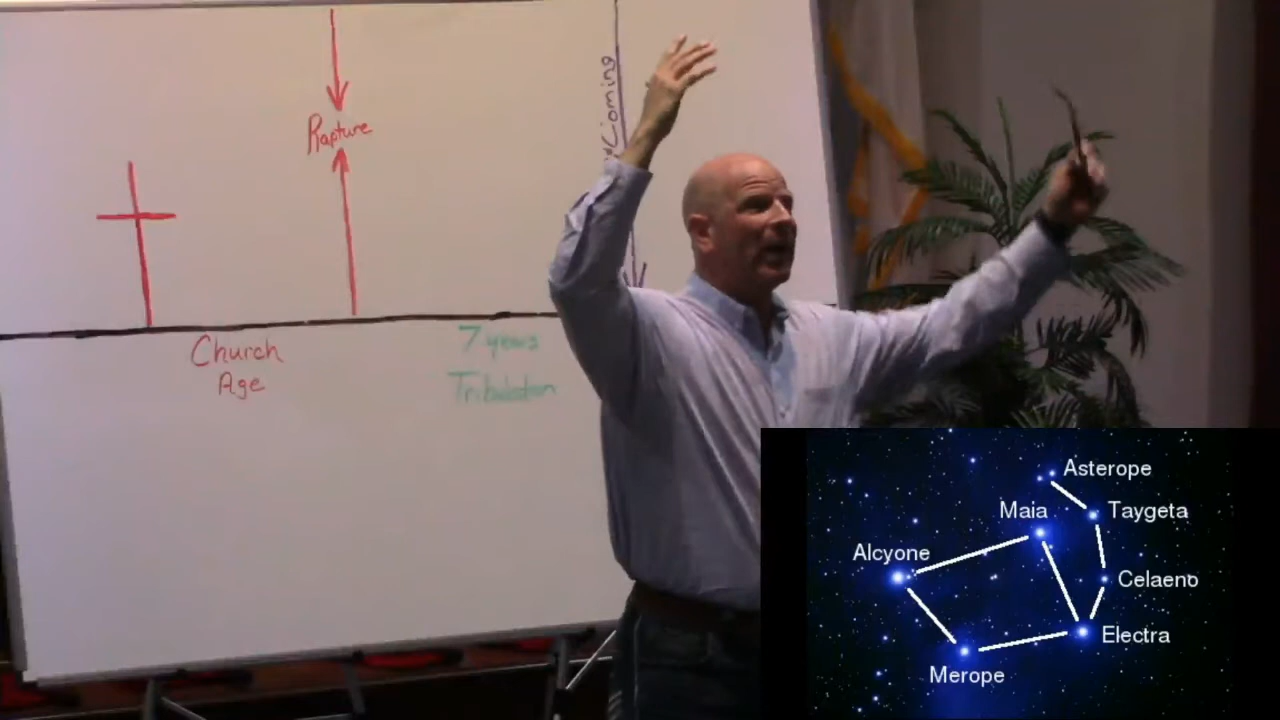 Coming
Rapture
Church
Age
7 years
Tribulation
Asterope
Maia
Taygeta
Alcyone
Celaeno
Electra
Merope